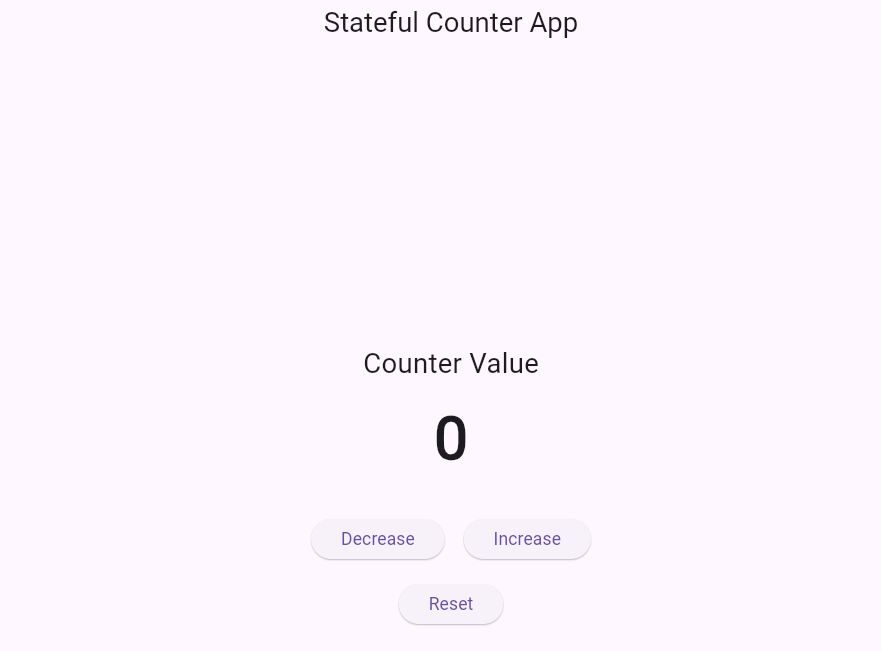 Stateful Counter App
Counter Value
0
Decrease Increase
Reset